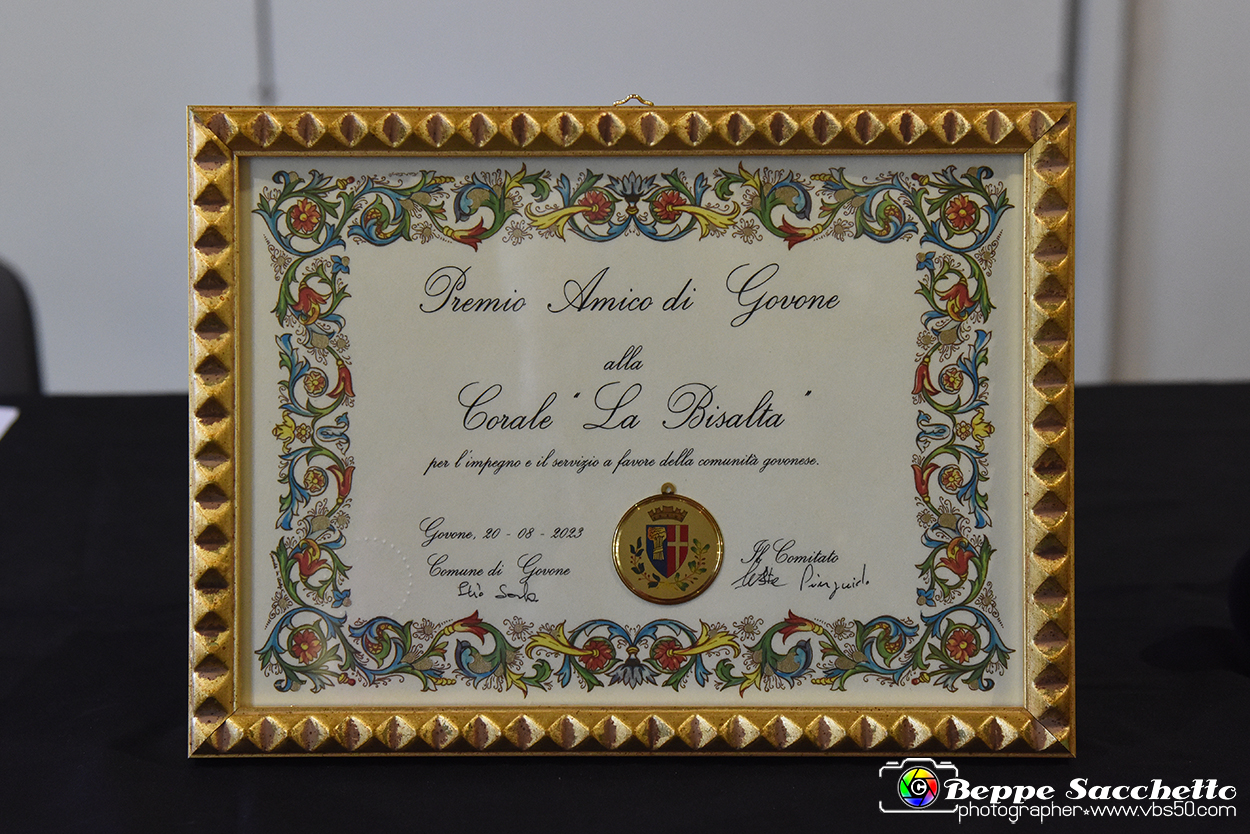 Premio Amico di Govone
alla
Corale "La Bisalta"
per l'impegno e il servizio a favore della comunità govonese.
Govone, 20 - 08 - 2023
Comune di Govone
Il Comitato
Beppe Sacchetto
photographer★www.vbs50.com